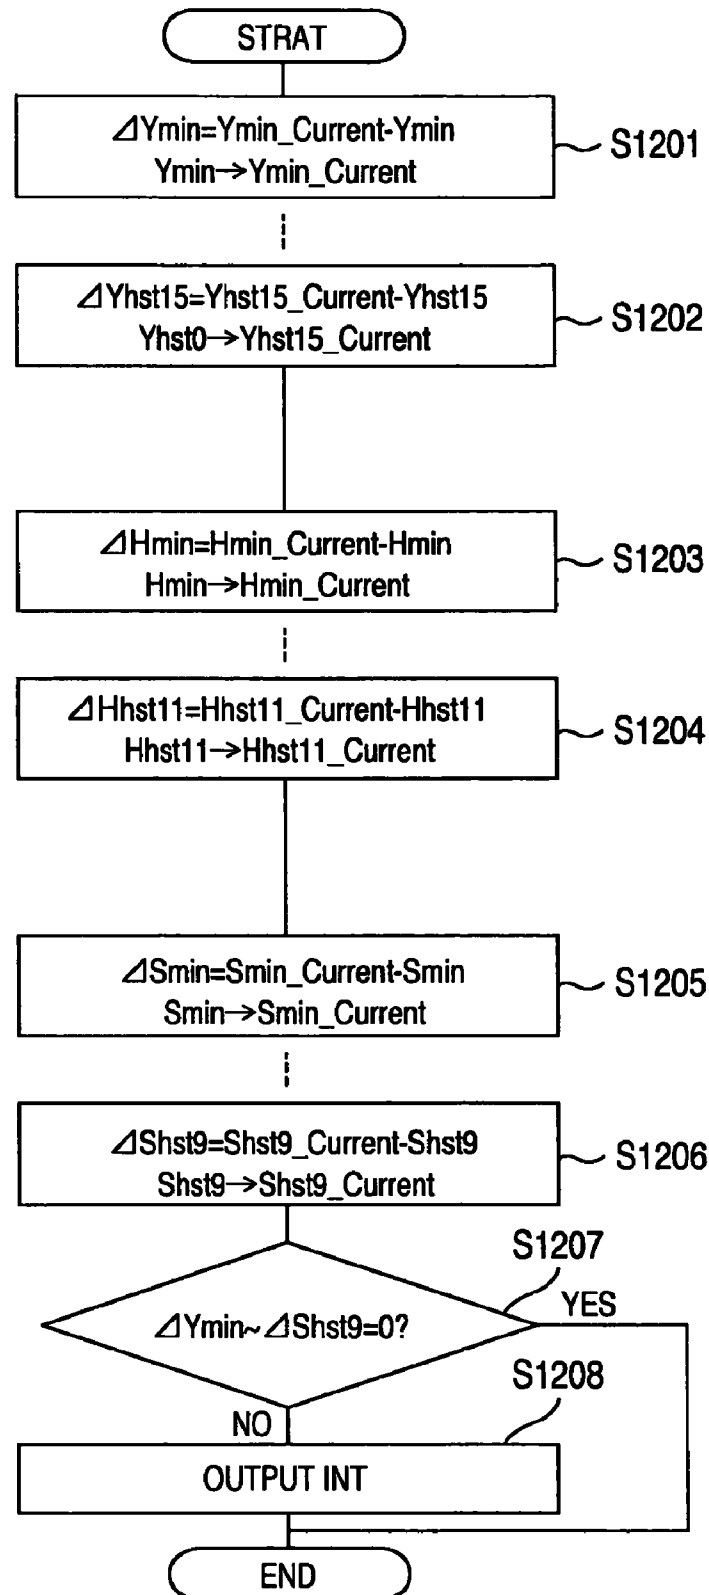 STRAT
⊿Ymin=Ymin_Current-Ymin
Ymin→Ymin_Current
S1201
⊿Yhst15=Yhst15_Current-Yhst15
Yhst0→Yhst15_Current
S1202
⊿Hmin=Hmin_Current-Hmin
Hmin→Hmin_Current
S1203
⊿Hhst11=Hhst11_Current-Hhst11
Hhst11→Hhst11_Current
S1204
⊿Smin=Smin_Current-Smin
Smin→Smin_Current
S1205
⊿Shst9=Shst9_Current-Shst9
Shst9→Shst9_Current
S1206
S1207
⊿Ymin~⊿Shst9=0?
YES
S1208
NO
OUTPUT INT
END